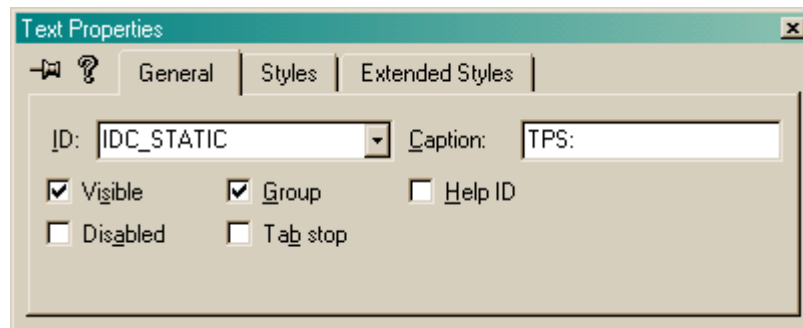 Text Properties
General Styles Extended Styles
ID: IDC_STATIC Caption: TPS:
Visible Group Help ID
Disabled Tab stop